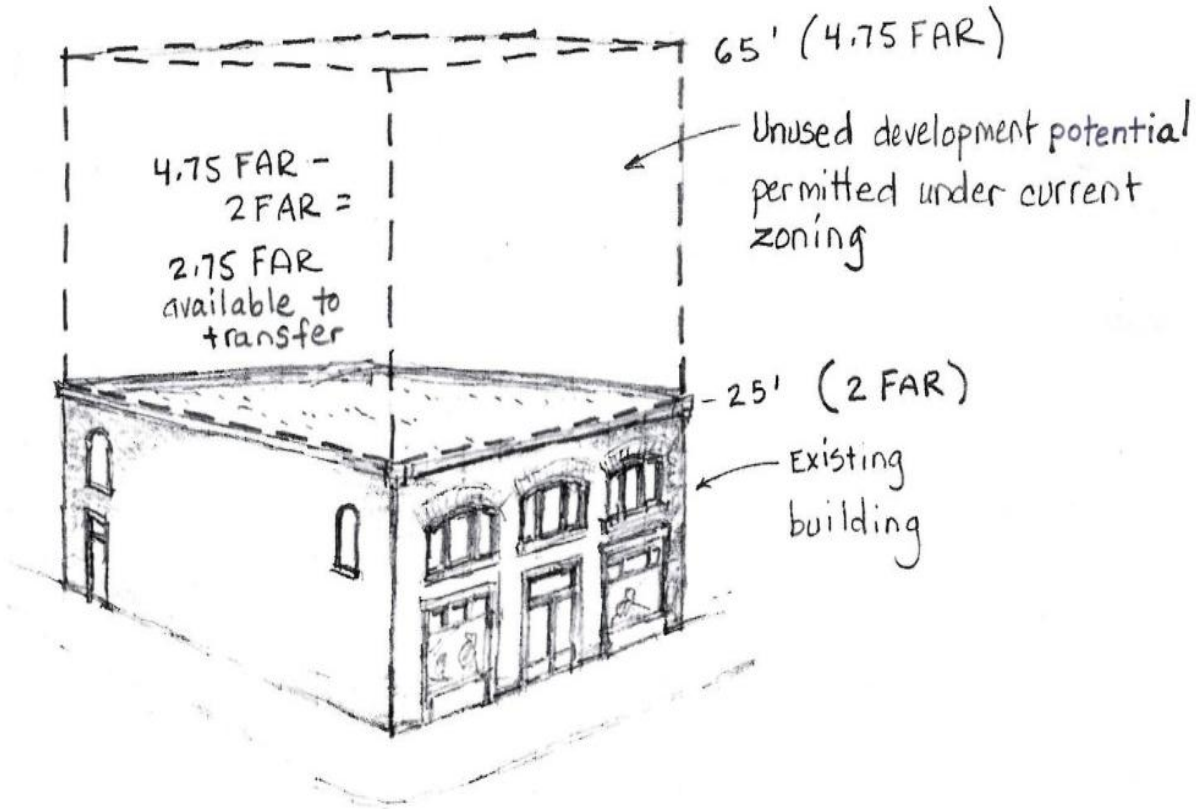 65' (4.75 FAR)
Unused development potential
permitted under current
zoning
4.75 FAR -
2 FAR =
2.75 FAR
available to
transfer
- 25' (2 FAR)
Existing
building